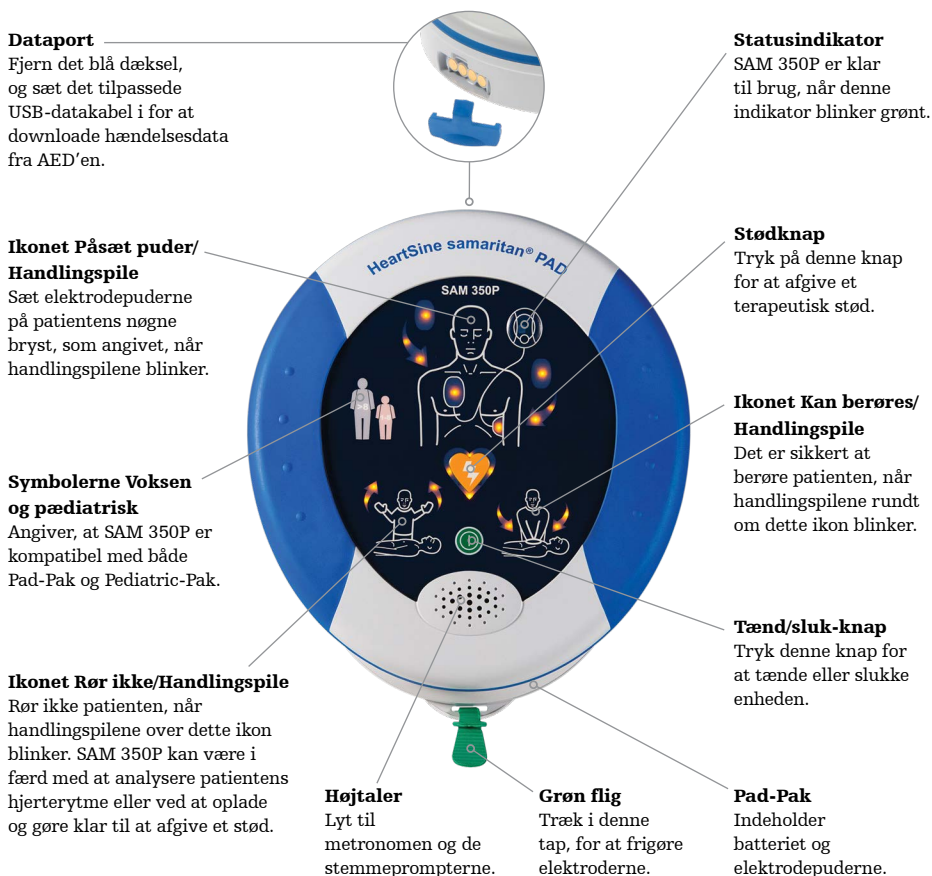 Dataport
Fjern det blå dæksel,
og sæt det tilpassede
USB-datakabel i for at
downloade hændelsesdata
fra AED'en.
Statusindikator
SAM 350P er klar
til brug, når denne
indikator blinker grønt.
Ikonet Påsæt puder/
Handlingspile
Sæt elektrodepuderne
på patientens nøgne
bryst, som angivet, når
handlingspilene blinker.
HeartSine samaritan® PAD
SAM 350P
Stødknap
Tryk på denne knap
for at afgive et
terapeutisk stød.
Symbolerne Voksen
og pædiatrisk
Angiver, at SAM 350P er
kompatibel med både
Pad-Pak og Pediatric-Pak.
Ikonet Kan berøres/
Handlingspile
Det er sikkert at
berøre patienten, når
handlingspilene rundt
om dette ikon blinker.
Ikonet Rør ikke/Handlingspile
Rør ikke patienten, når
handlingspilene over dette ikon
blinker. SAM 350P kan være i
færd med at analysere patientens
hjerterytme eller ved at oplade
og gøre klar til at afgive et stød.
Tænd/sluk-knap
Tryk denne knap for
at tænde eller slukke
enheden.
Højtaler
Lyt til
metronomen og de
stemmeprompterne.
Grøn flig
Træk i denne
tap, for at frigøre
elektroderne.
Pad-Pak
Indeholder
batteriet og
elektrodepuderne.